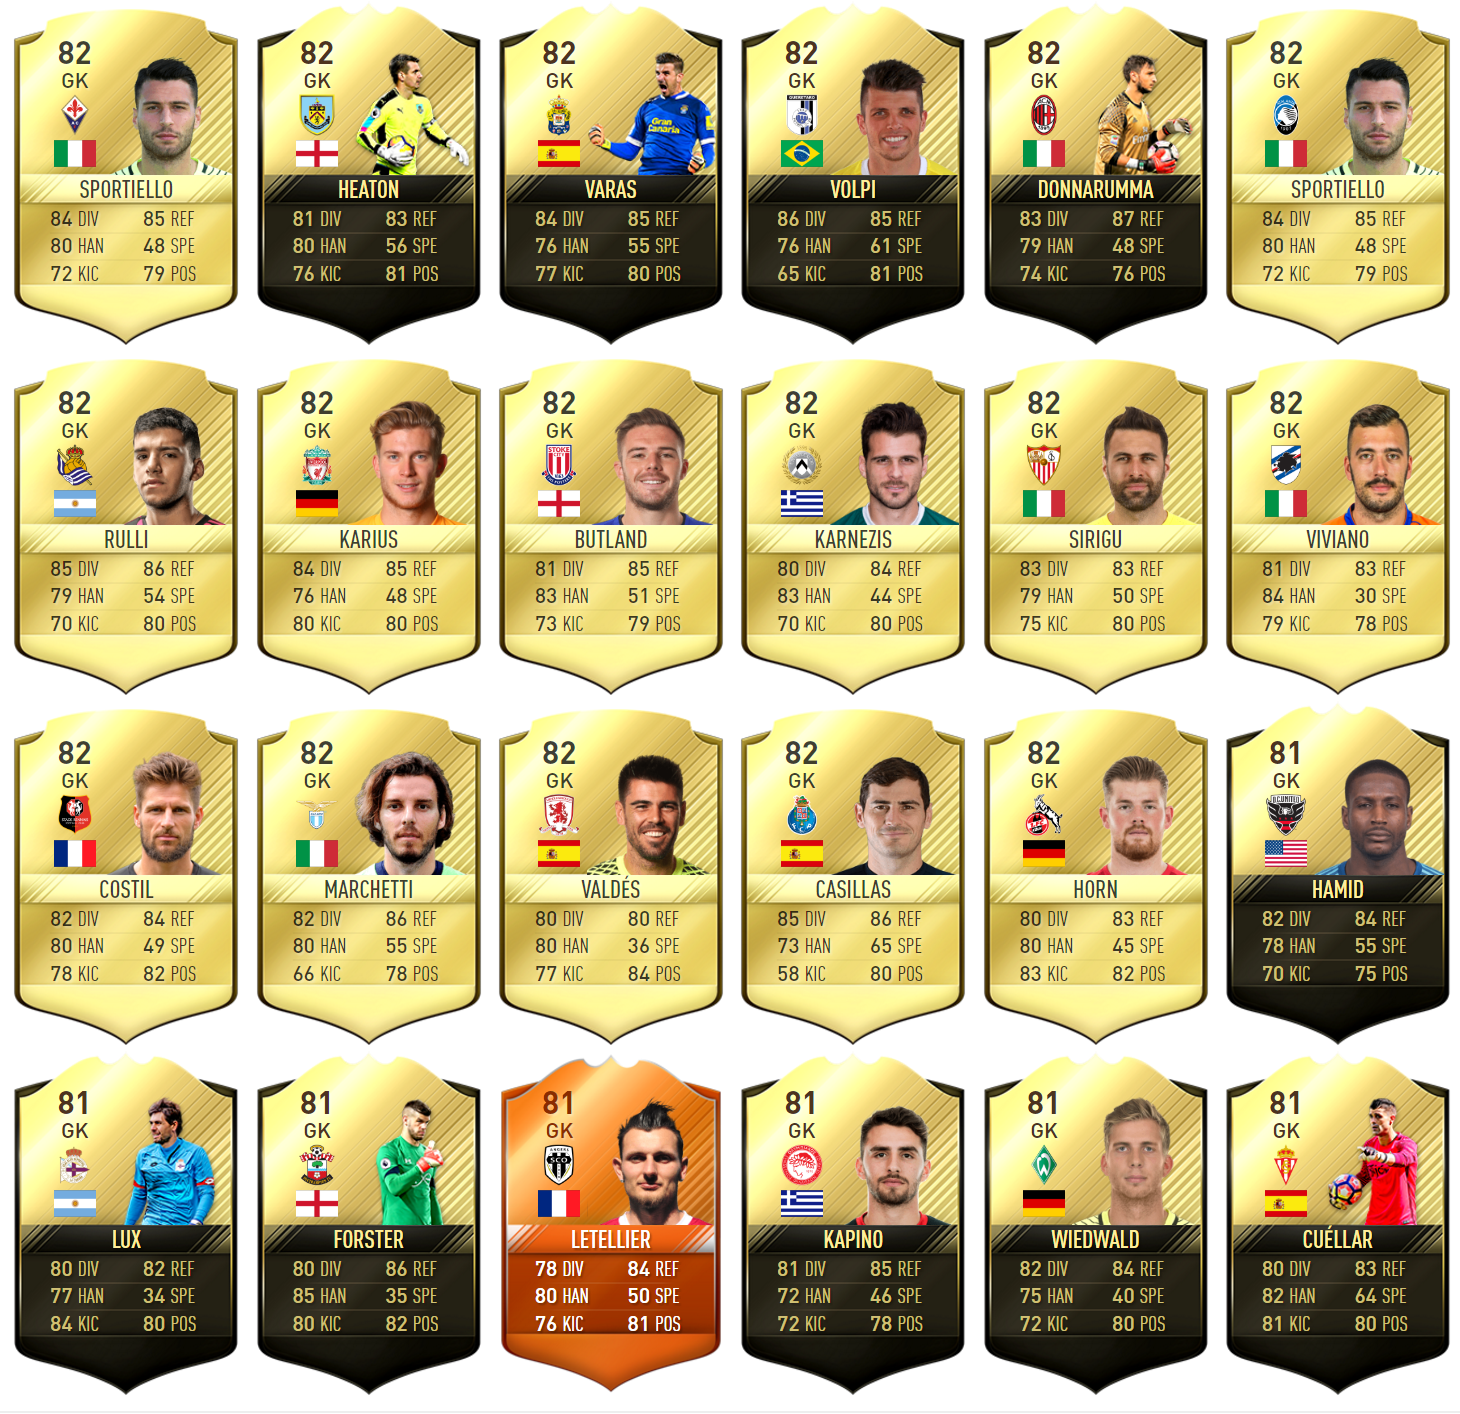 82 GK
SPORTIELLO
84 DIV 85 REF
80 HAN 48 SPE
72 KIC 79 POS
82 GK
HEATON
81 DIV 83 REF
80 HAN 56 SPE
76 KIC 81 POS
82 GK
Gran Canaria
VARAS
84 DIV 85 REF
76 HAN 55 SPE
77 KIC 80 POS
82 GK
VOLPI
86 DIV 85 REF
76 HAN 61 SPE
65 KIC 81 POS
82 GK
DONNARUMMA
83 DIV 87 REF
79 HAN 48 SPE
74 KIC 76 POS
82 GK
SPORTIELLO
84 DIV 85 REF
80 HAN 48 SPE
72 KIC 79 POS
82 GK
RULLI
85 DIV 86 REF
79 HAN 54 SPE
70 KIC 80 POS
82 GK
KARIUS
84 DIV 85 REF
76 HAN 48 SPE
80 KIC 80 POS
82 GK
STOKE CITY
BUTLAND
81 DIV 85 REF
83 HAN 51 SPE
73 KIC 79 POS
82 GK
KARNEZIS
80 DIV 84 REF
83 HAN 44 SPE
70 KIC 80 POS
82 GK
SIRIGU
83 DIV 83 REF
79 HAN 50 SPE
75 KIC 80 POS
82 GK
VIVIANO
81 DIV 83 REF
84 HAN 30 SPE
79 KIC 78 POS
82 GK
COSTIL
82 DIV 84 REF
80 HAN 49 SPE
78 KIC 82 POS
82 GK
MARCHETTI
82 DIV 86 REF
80 HAN 55 SPE
66 KIC 78 POS
82 GK
VALDÉS
80 DIV 80 REF
80 HAN 36 SPE
77 KIC 84 POS
82 GK
CASILLAS
85 DIV 86 REF
73 HAN 65 SPE
58 KIC 80 POS
82 GK
HORN
80 DIV 83 REF
80 HAN 45 SPE
83 KIC 82 POS
81 GK
D.C. UNITED
HAMID
82 DIV 84 REF
78 HAN 55 SPE
70 KIC 75 POS
81 GK
LUX
80 DIV 82 REF
77 HAN 34 SPE
84 KIC 80 POS
81 GK
FORSTER
80 DIV 86 REF
85 HAN 35 SPE
80 KIC 82 POS
81 GK
ANGERS SCO
LETELLIER
78 DIV 84 REF
80 HAN 50 SPE
76 KIC 81 POS
81 GK
KAPINO
81 DIV 85 REF
72 HAN 46 SPE
72 KIC 78 POS
81 GK
WIEDWALD
82 DIV 84 REF
75 HAN 40 SPE
72 KIC 80 POS
81 GK
CUÉLLAR
80 DIV 83 REF
82 HAN 64 SPE
81 KIC 80 POS